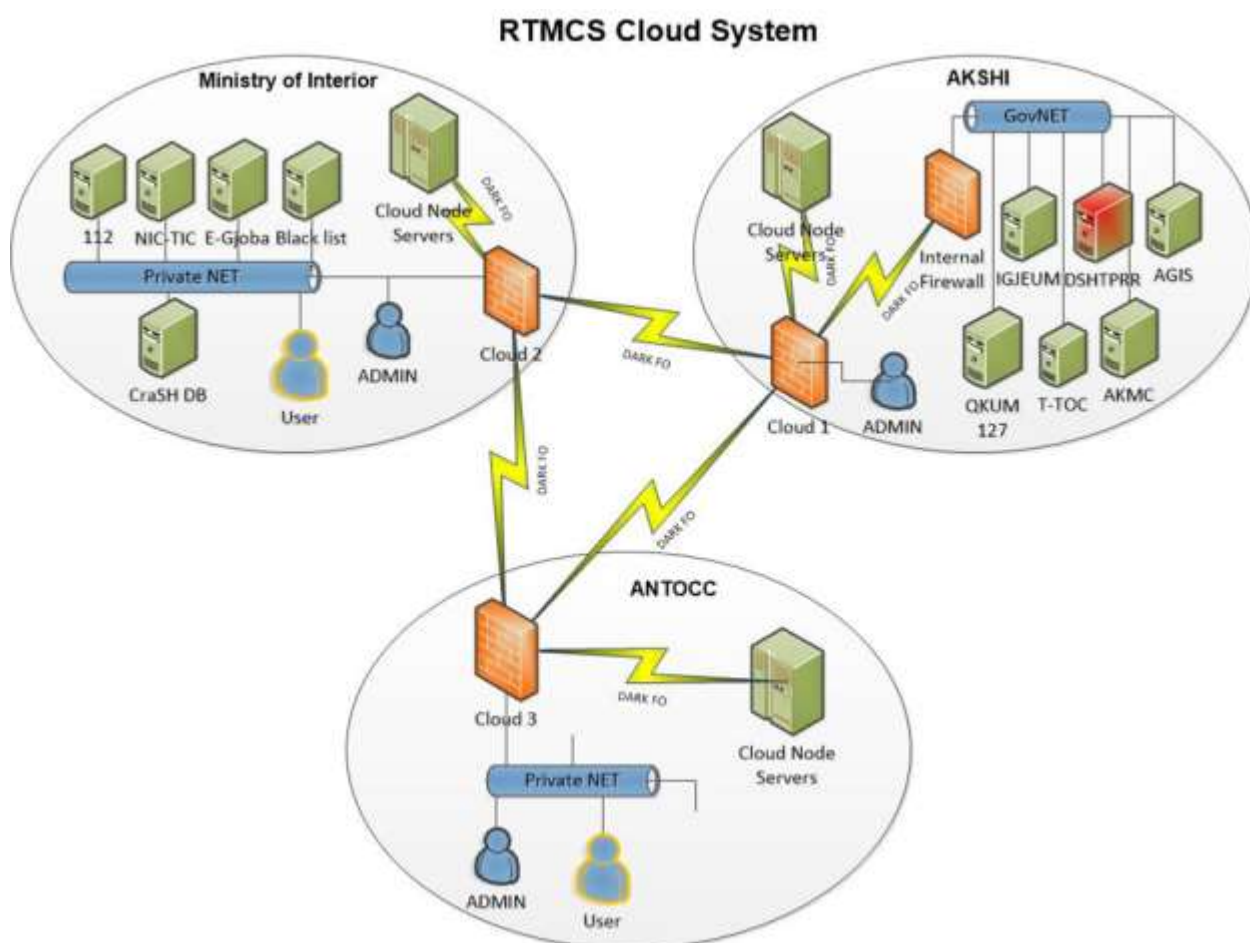 RTMCS Cloud System
Ministry of Interior
112
NIC-TIC
E-Gjoba
Black list
Cloud Node
Servers
DARK FO
Private NET
CraSH DB
User
ADMIN
Cloud 2
DARK FO
DARK FO
AKSHI
GovNET
Cloud Node
Servers
DARK FO
DARK FO
Internal
Firewall
IGJEUM
DSHTPRR
AGIS
QKUM
127
T-TOC
AKMC
Cloud 1
ADMIN
DARK FO
ANTOCC
Cloud 3
DARK FO
Cloud Node
Servers
Private NET
ADMIN
User